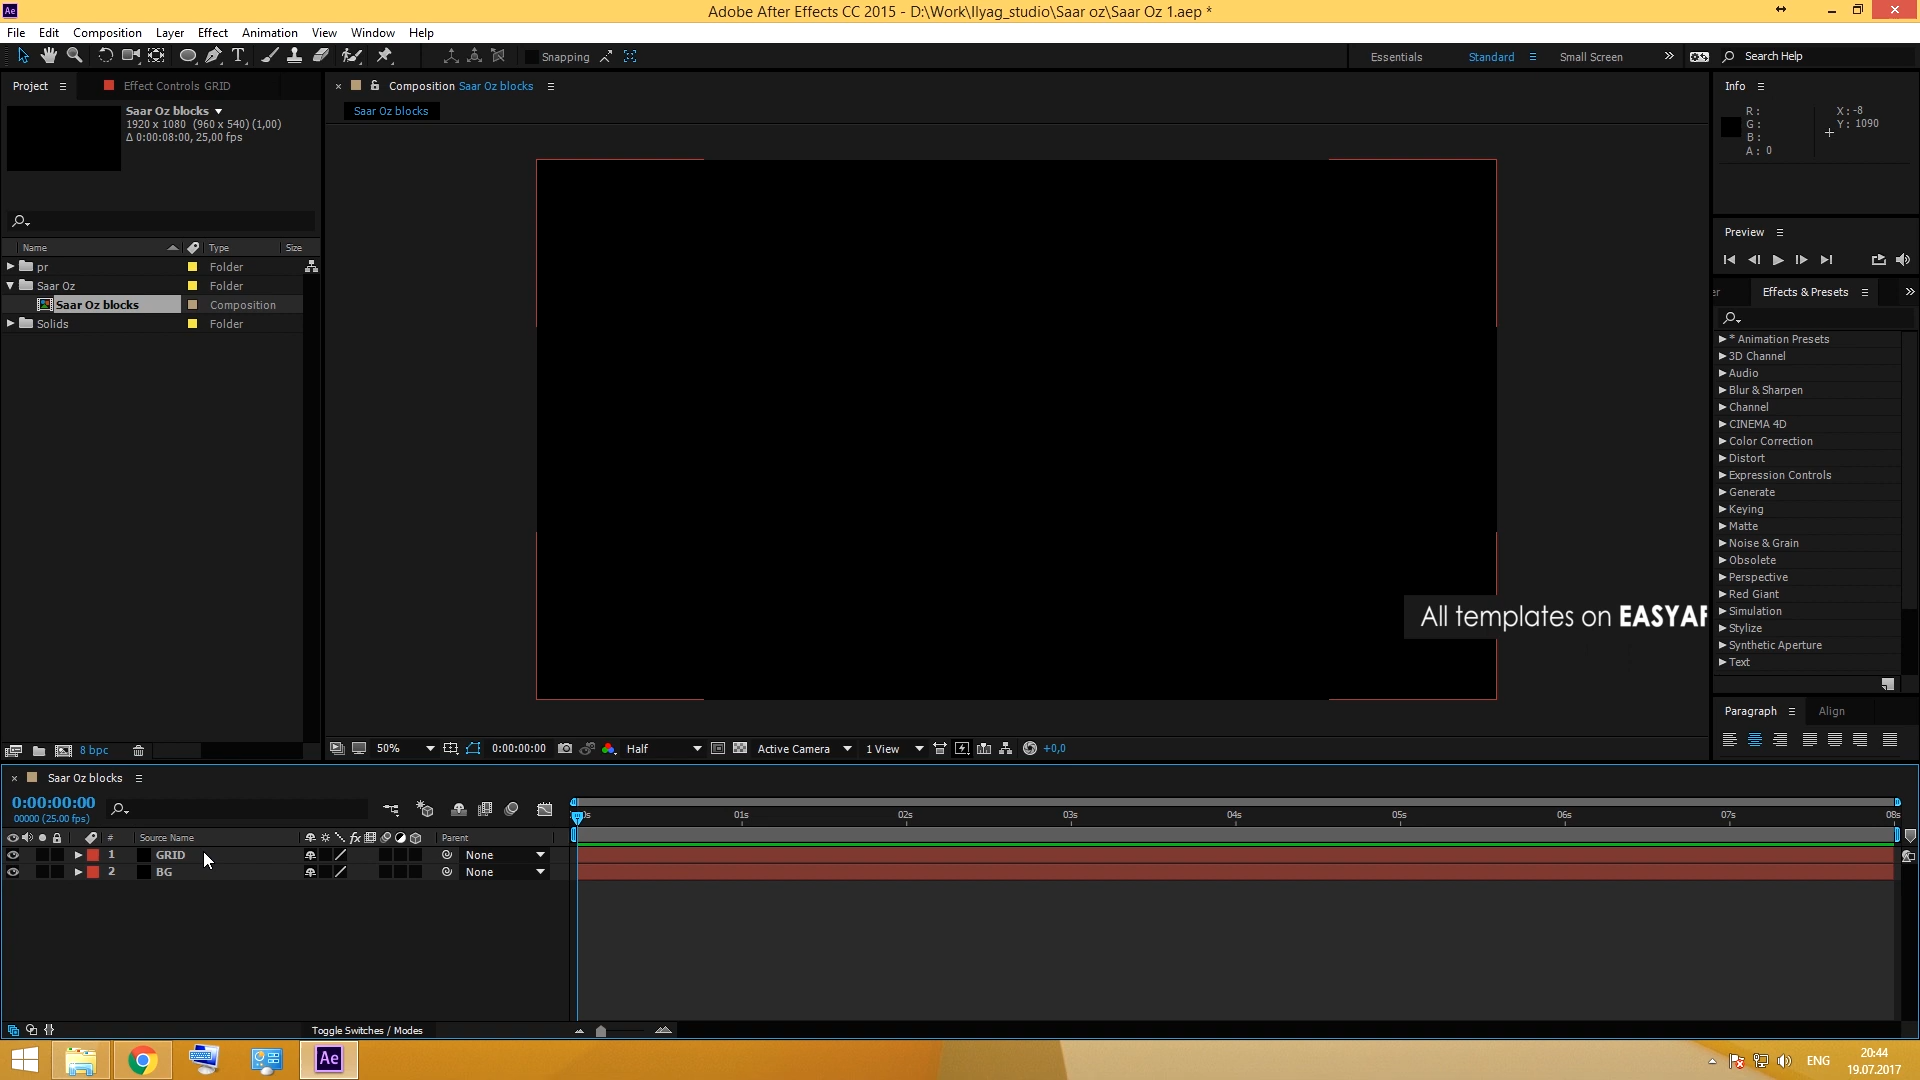 Ae Adobe After Effects CC 2015 - D:\Work\Ilyag_studio\Saar oz\Saar Oz 1.aep *
File Edit Composition Layer Effect Animation View Window Help
T Snapping Essentials Standard Small Screen Search Help
Project Effect Controls GRID
Saar Oz blocks
1920 x 1080 (960 x 540) (1,00)
Δ 0:00:08:00, 25,00 fps
Name Type Size
pr Folder
Saar Oz Folder
Saar Oz blocks Composition
Solids Folder
8 bpc
Composition Saar Oz blocks
Saar Oz blocks
All templates on EASYAF
50% 0:00:00:00 Half Active Camera 1 View +0,0
Info
R: X: -8
G: Y: 1090
B:
A: 0
Preview
er Effects & Presets
* Animation Presets
3D Channel
Audio
Blur & Sharpen
Channel
CINEMA 4D
Color Correction
Distort
Expression Controls
Generate
Keying
Matte
Noise & Grain
Obsolete
Perspective
Red Giant
Simulation
Stylize
Synthetic Aperture
Text
Paragraph Align
Saar Oz blocks
0:00:00:00
00000 (25.00 fps)
# Source Name fx Parent
1 GRID None
2 BG None
0s 01s 02s 03s 04s 05s 06s 07s 08s
Toggle Switches / Modes
Ae
ENG
20:44
19.07.2017